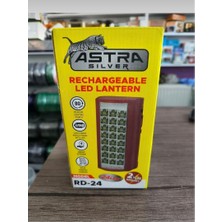 ASTRA
SILVER
RECHARGEABLE
LED LANTERN
RD-24